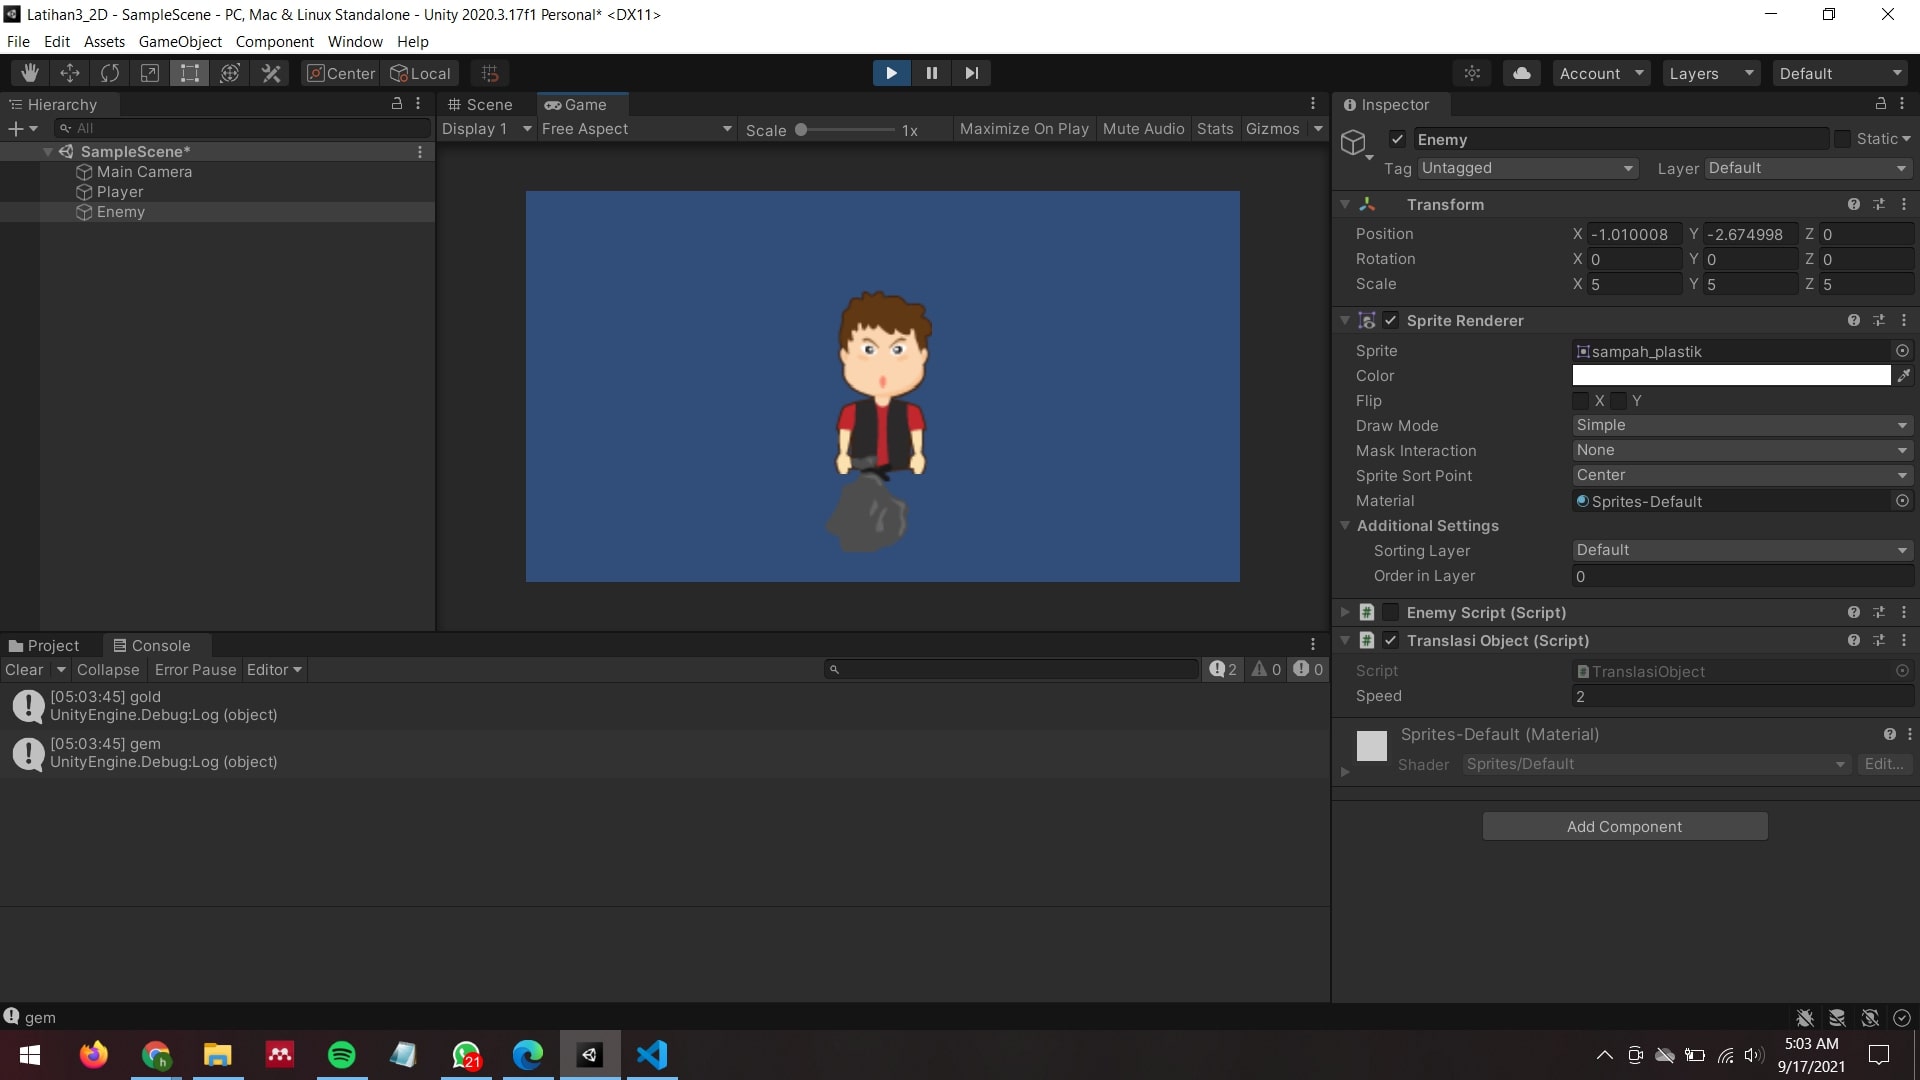 Latihan3_2D - SampleScene - PC, Mac & Linux Standalone - Unity 2020.3.17f1 Personal* <DX11>
File Edit Assets GameObject Component Window Help
Center Local Account Layers Default
Hierarchy
All
SampleScene*
Main Camera
Player
Enemy
Scene Game
Display 1 Free Aspect Scale 1x Maximize On Play Mute Audio Stats Gizmos
Inspector
Enemy Static
Tag Untagged Layer Default
Transform
Position X -1.010008 Y -2.674998 Z 0
Rotation X 0 Y 0 Z 0
Scale X 5 Y 5 Z 5
Sprite Renderer
Sprite sampah_plastik
Color
Flip X Y
Draw Mode Simple
Mask Interaction None
Sprite Sort Point Center
Material Sprites-Default
Additional Settings
Sorting Layer Default
Order in Layer 0
# Enemy Script (Script)
# Translasi Object (Script)
Script TranslasiObject
Speed 2
Sprites-Default (Material)
Shader Sprites/Default Edit...
Add Component
Project Console
Clear Collapse Error Pause Editor 2 0 0
[05:03:45] gold
UnityEngine.Debug:Log (object)
[05:03:45] gem
UnityEngine.Debug:Log (object)
gem
h 21
5:03 AM
9/17/2021